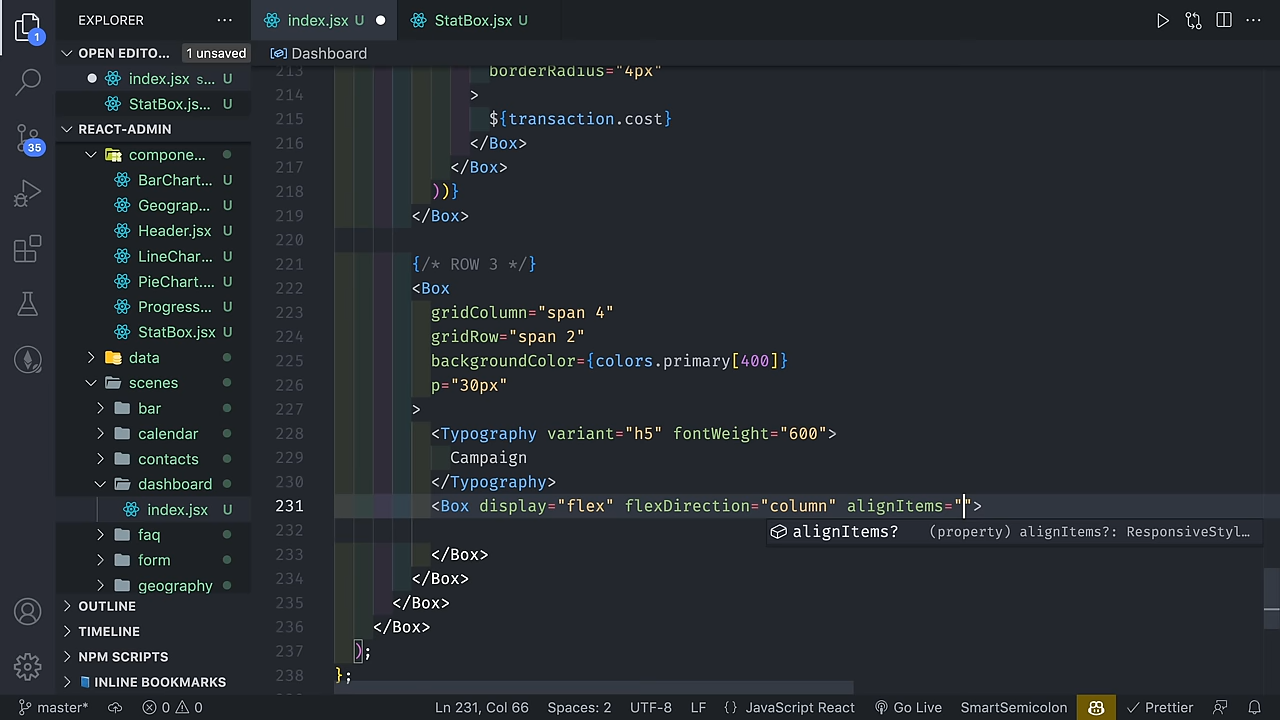 EXPLORER
index.jsx U
StatBox.jsx U
OPEN EDITO... 1 unsaved
Dashboard
index.jsx s... U
StatBox.js... U
REACT-ADMIN
compone...
BarChart... U
Geograp... U
Header.jsx U
LineChar... U
PieChart.... U
Progress... U
StatBox.jsx U
data
scenes
bar
calendar
contacts
dashboard
index.jsx U
faq
form
geography
OUTLINE
TIMELINE
NPM SCRIPTS
INLINE BOOKMARKS
1
35
213 borderRadius="4px"
214 >
215 ${transaction.cost}
216 </Box>
217 </Box>
218 ))}
219 </Box>
220
221 {/* ROW 3 */}
222 <Box
223 gridColumn="span 4"
224 gridRow="span 2"
225 backgroundColor={colors.primary[400]}
226 p="30px"
227 >
228 <Typography variant="h5" fontWeight="600">
229 Campaign
230 </Typography>
231 <Box display="flex" flexDirection="column" alignItems="">
232 alignItems? (property) alignItems?: ResponsiveStyl...
233 </Box>
234 </Box>
235 </Box>
236 </Box>
237 );
238 };
master* 0 0 Ln 231, Col 66 Spaces: 2 UTF-8 LF {} JavaScript React Go Live SmartSemicolon Prettier